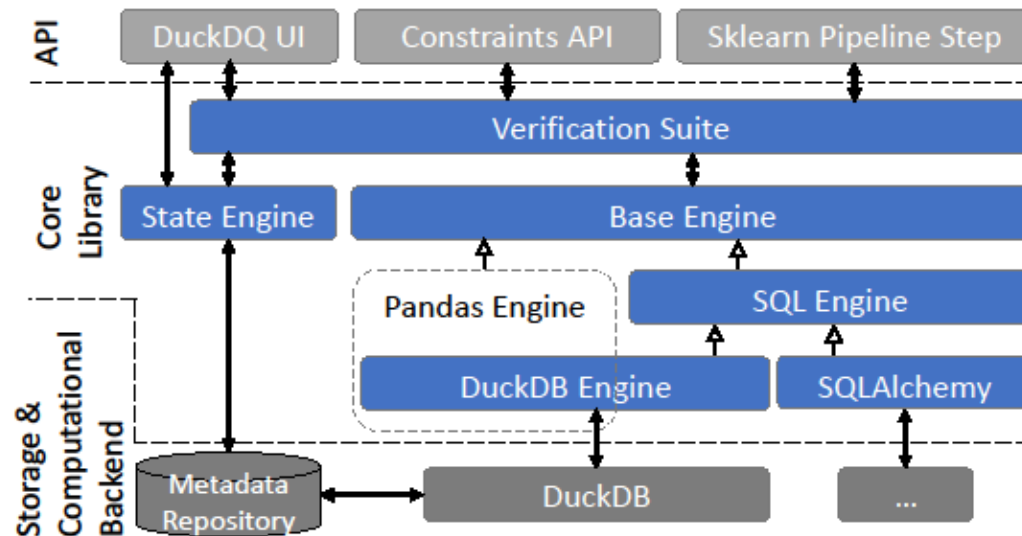 API
DuckDQ UI
Constraints API
Sklearn Pipeline Step
Core
Library
Verification Suite
State Engine
Base Engine
Pandas Engine
SQL Engine
DuckDB Engine
SQLAlchemy
Storage &
Computational
Backend
Metadata
Repository
DuckDB
...